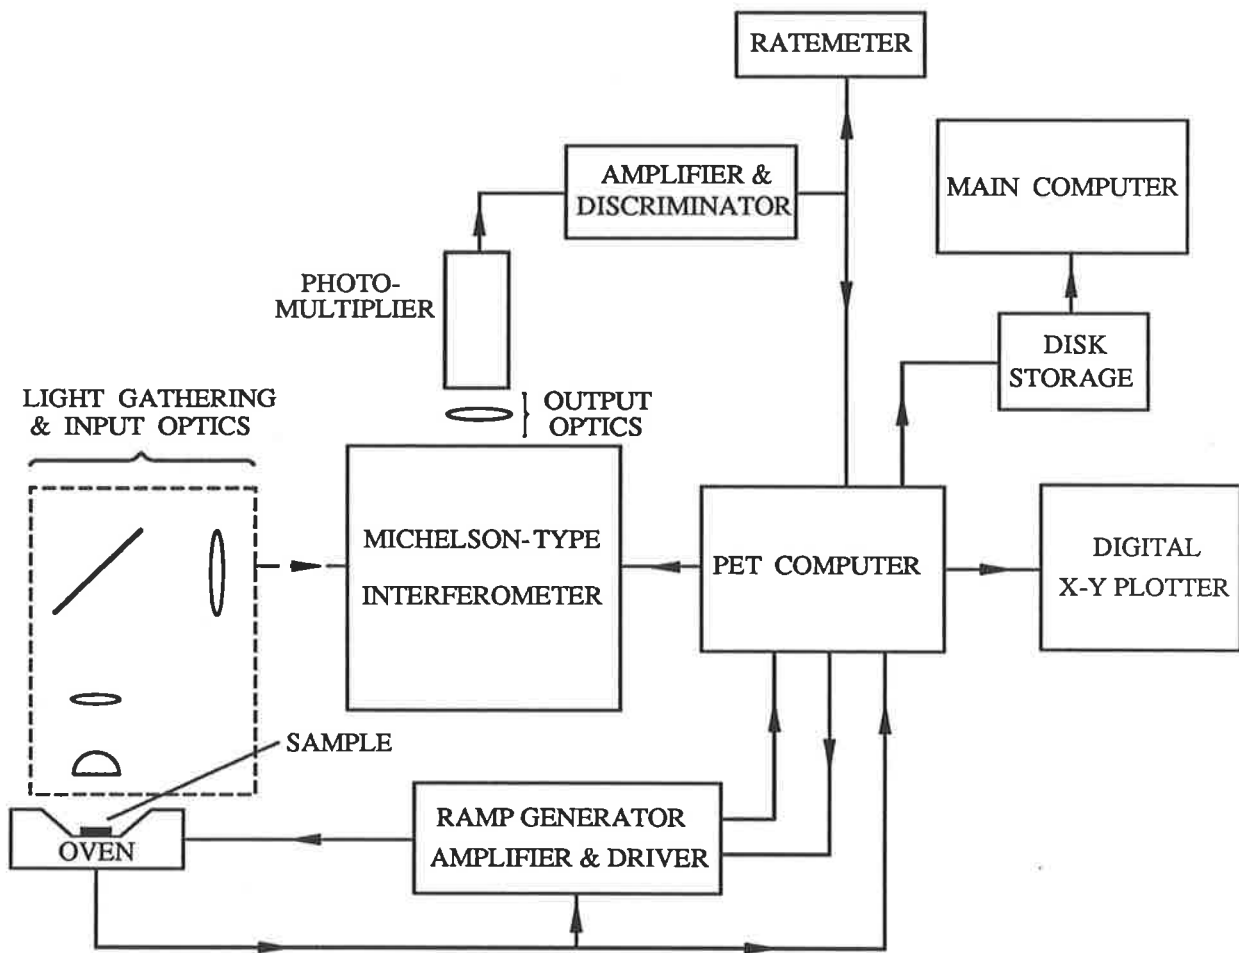 RATEMETER
AMPLIFIER &
DISCRIMINATOR
MAIN COMPUTER
PHOTO-
MULTIPLIER
DISK
STORAGE
LIGHT GATHERING
& INPUT OPTICS
OUTPUT
OPTICS
MICHELSON-TYPE
INTERFEROMETER
PET COMPUTER
DIGITAL
X-Y PLOTTER
SAMPLE
RAMP GENERATOR
AMPLIFIER & DRIVER
OVEN